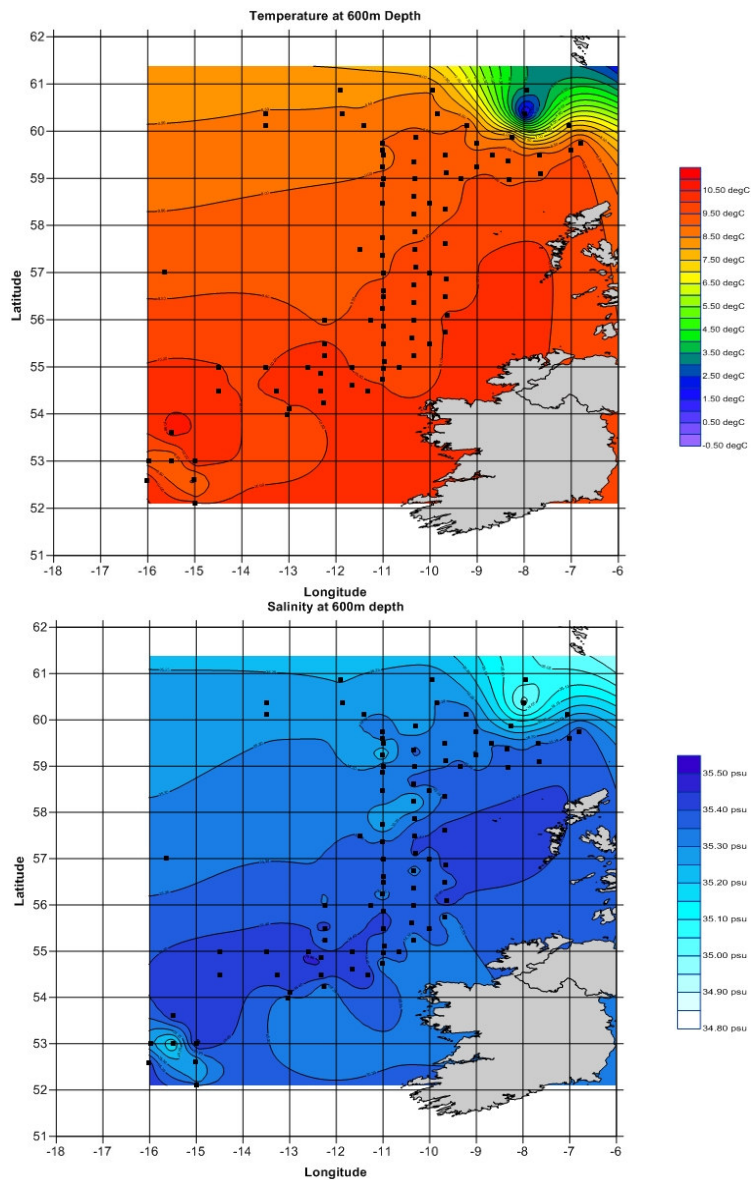 Temperature at 600m Depth
62
61
60
59
58
57
56
55
54
53
52
51
Latitude
-18 -17 -16 -15 -14 -13 -12 -11 -10 -9 -8 -7 -6
Longitude
10.50 degC
9.50 degC
8.50 degC
7.50 degC
6.50 degC
5.50 degC
4.50 degC
3.50 degC
2.50 degC
1.50 degC
0.50 degC
-0.50 degC
Salinity at 600m depth
62
61
60
59
58
57
56
55
54
53
52
51
Latitude
-18 -17 -16 -15 -14 -13 -12 -11 -10 -9 -8 -7 -6
Longitude
35.50 psu
35.40 psu
35.30 psu
35.20 psu
35.10 psu
35.00 psu
34.90 psu
34.80 psu